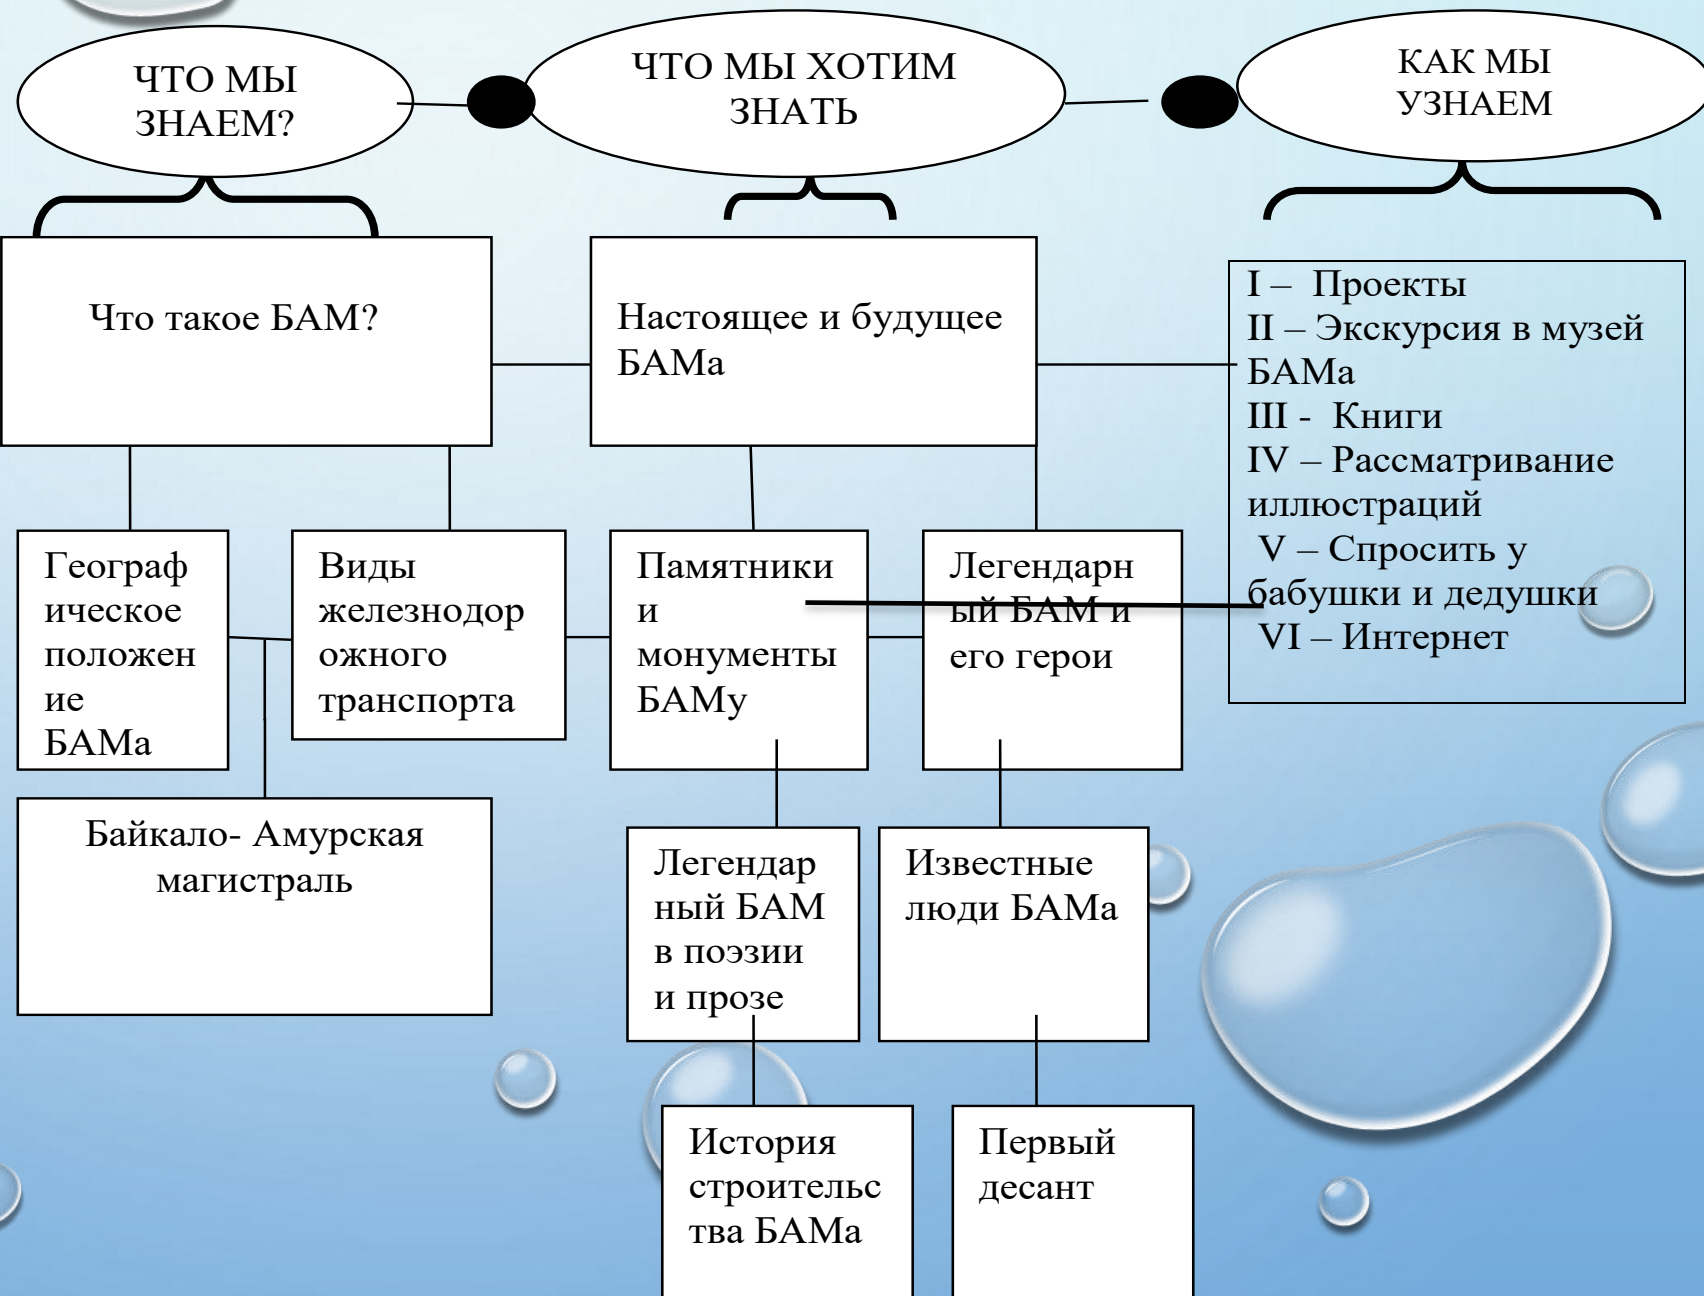 ЧТО МЫ
ЗНАЕМ?
ЧТО МЫ ХОТИМ
ЗНАТЬ
КАК МЫ
УЗНАЕМ
Что такое БАМ?
Настоящее и будущее
БАМа
I – Проекты
II – Экскурсия в музей
БАМа
III - Книги
IV – Рассматривание
иллюстраций
V – Спросить у
бабушки и дедушки
VI – Интернет
Географ
ическое
положен
ие
БАМа
Виды
железнодор
ожного
транспорта
Памятники
и
монументы
БАМу
Легендарн
ый БАМ и
его герои
Байкало- Амурская
магистраль
Легендар
ный БАМ
в поэзии
и прозе
Известные
люди БАМа
История
строительс
тва БАМа
Первый
десант